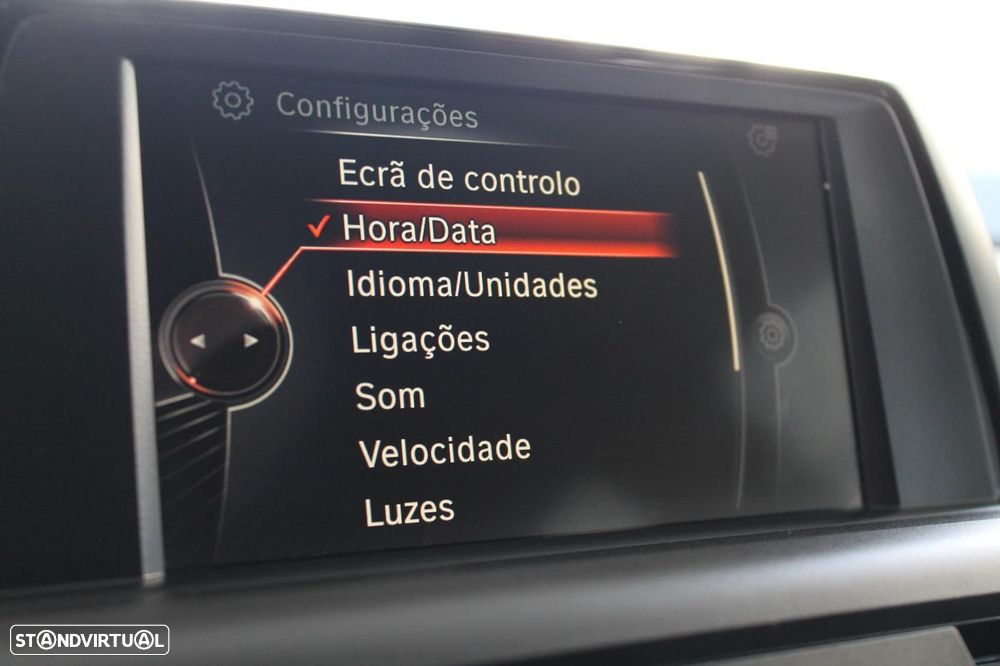 Configurações
Ecrã de controlo
Hora/Data
Idioma/Unidades
Ligações
Som
Velocidade
Luzes
STANDVIRTUAL